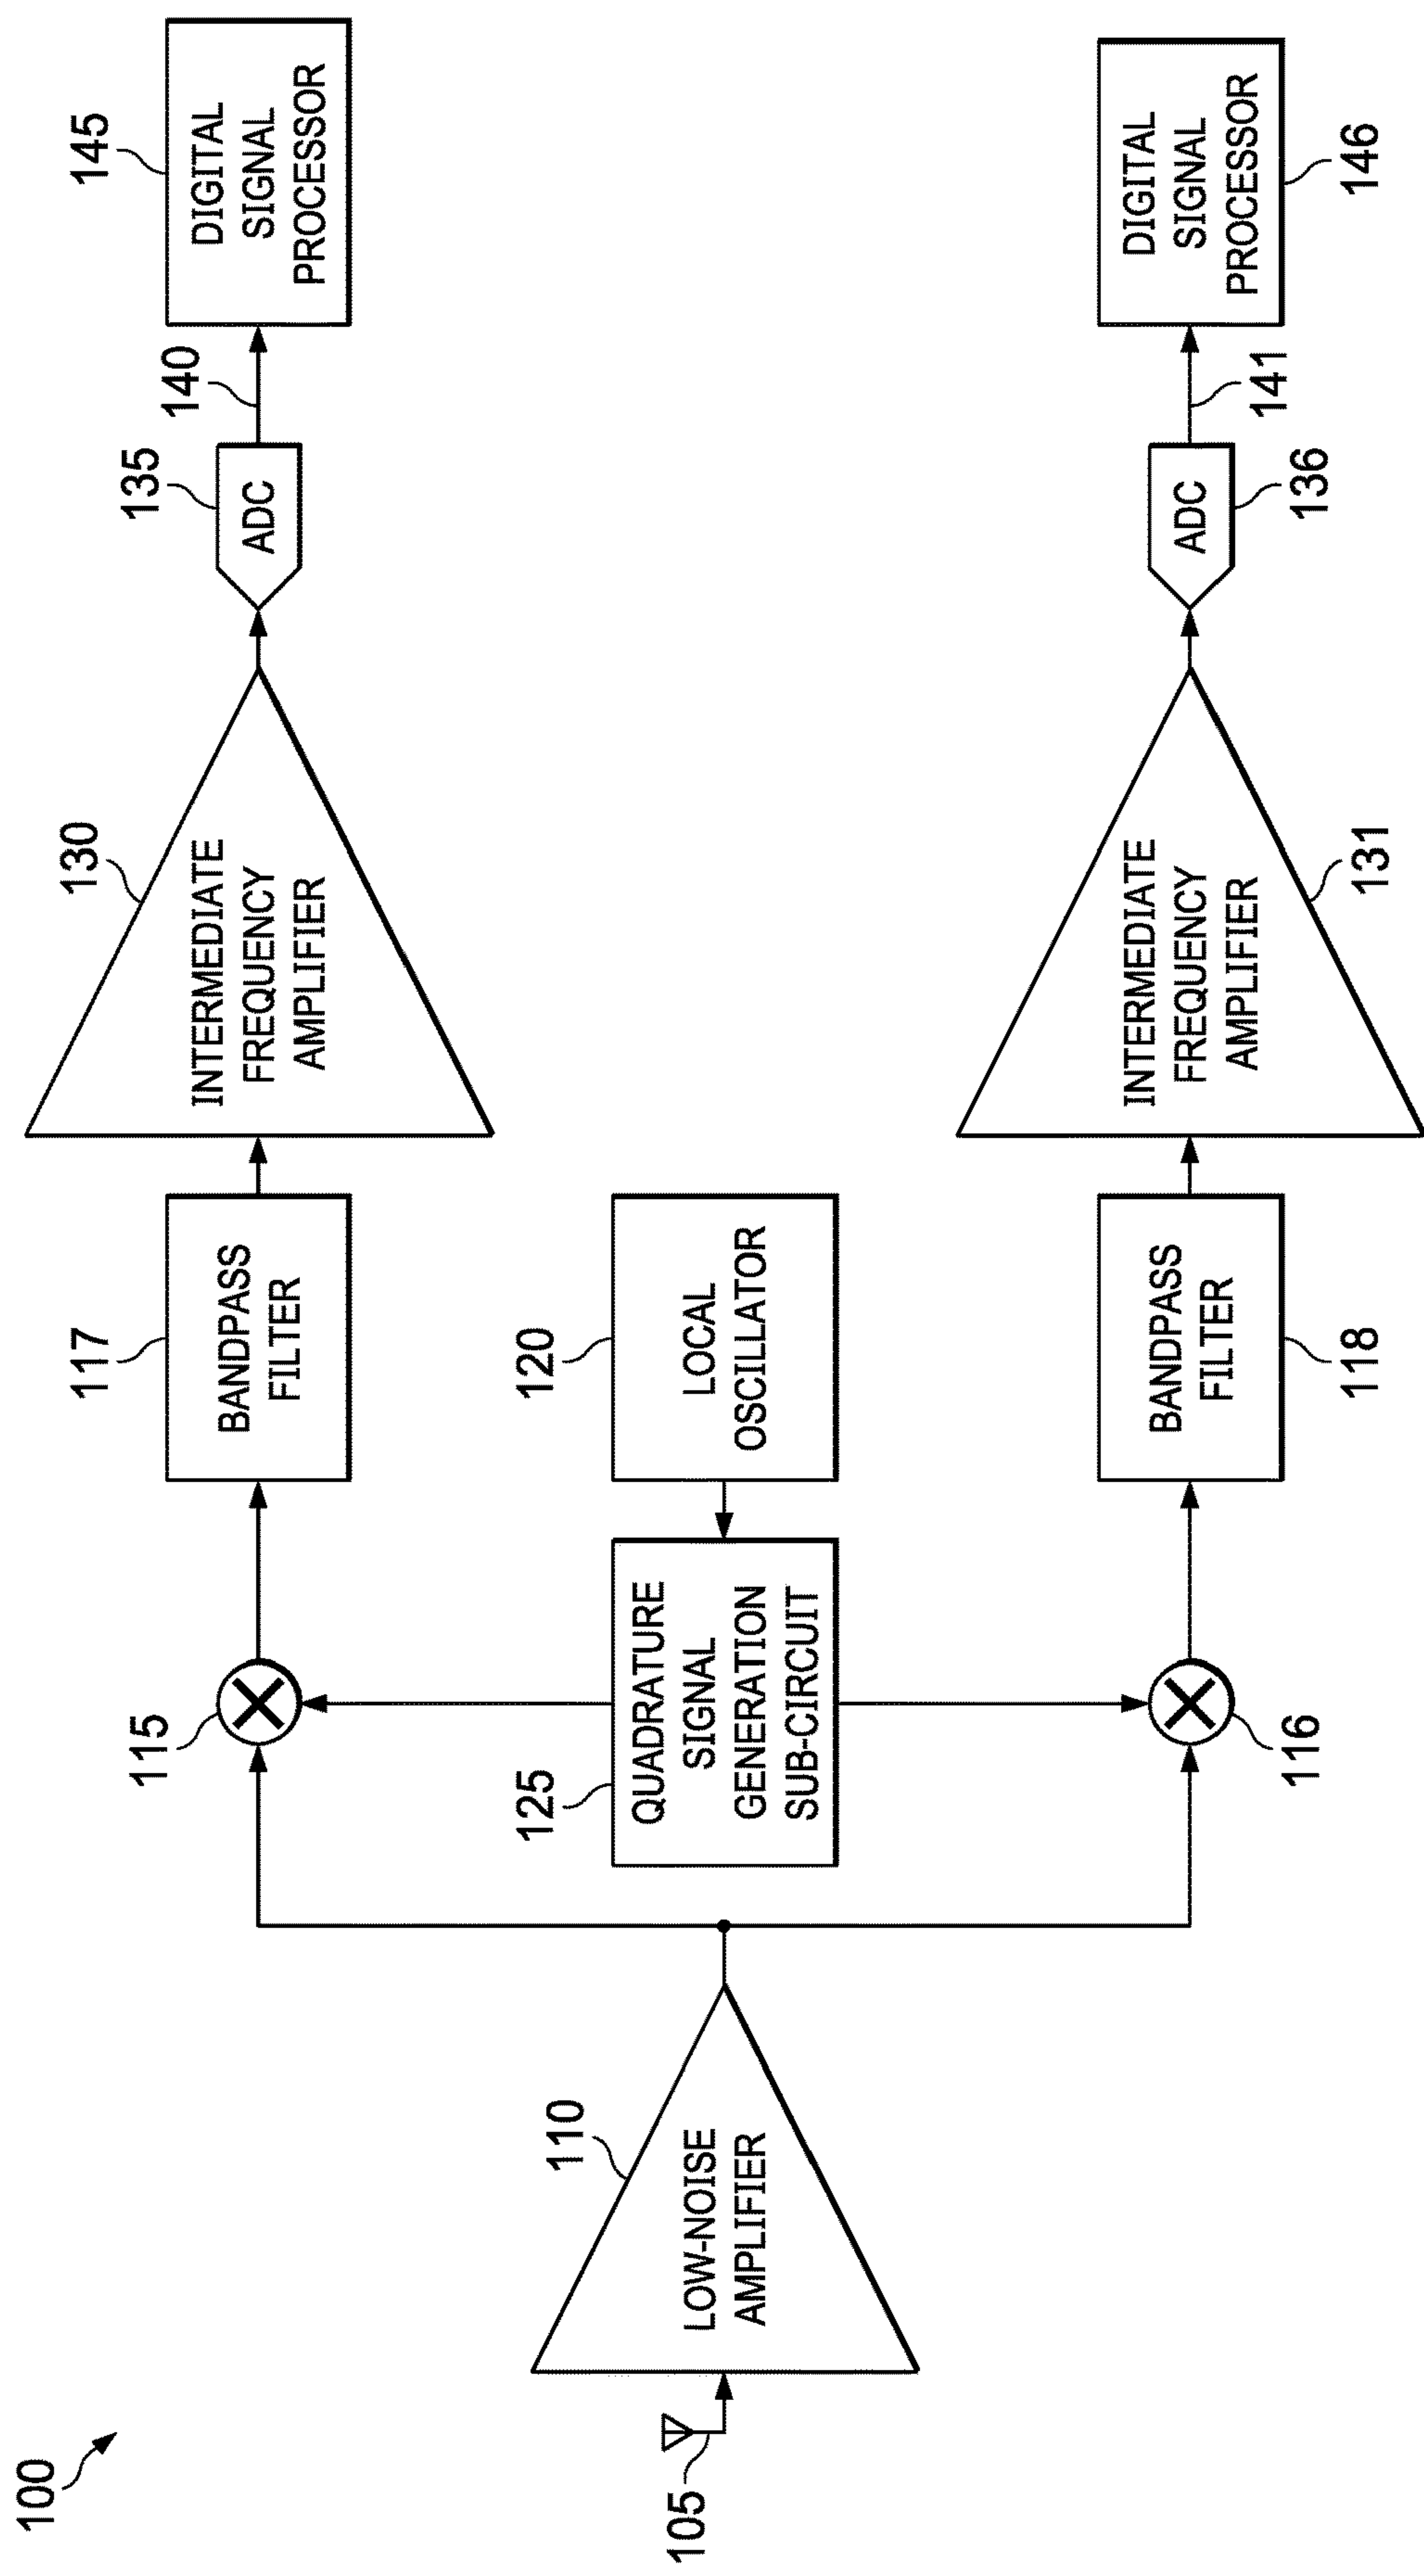 100
105
110
LOW-NOISE
AMPLIFIER
115
116
125
QUADRATURE
SIGNAL
GENERATION
SUB-CIRCUIT
120
LOCAL
OSCILLATOR
117
BANDPASS
FILTER
118
BANDPASS
FILTER
130
INTERMEDIATE
FREQUENCY
AMPLIFIER
131
INTERMEDIATE
FREQUENCY
AMPLIFIER
135
ADC
136
ADC
140
141
145
DIGITAL
SIGNAL
PROCESSOR
146
DIGITAL
SIGNAL
PROCESSOR